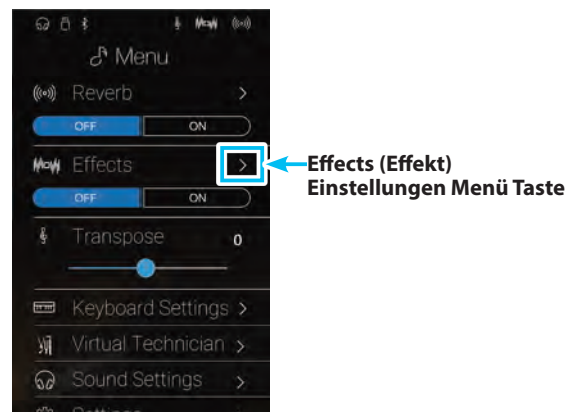 Menu
Reverb
OFF ON
Effects
OFF ON
Transpose 0
Keyboard Settings
Virtual Technician
Sound Settings
Effects (Effekt)
Einstellungen Menü Taste